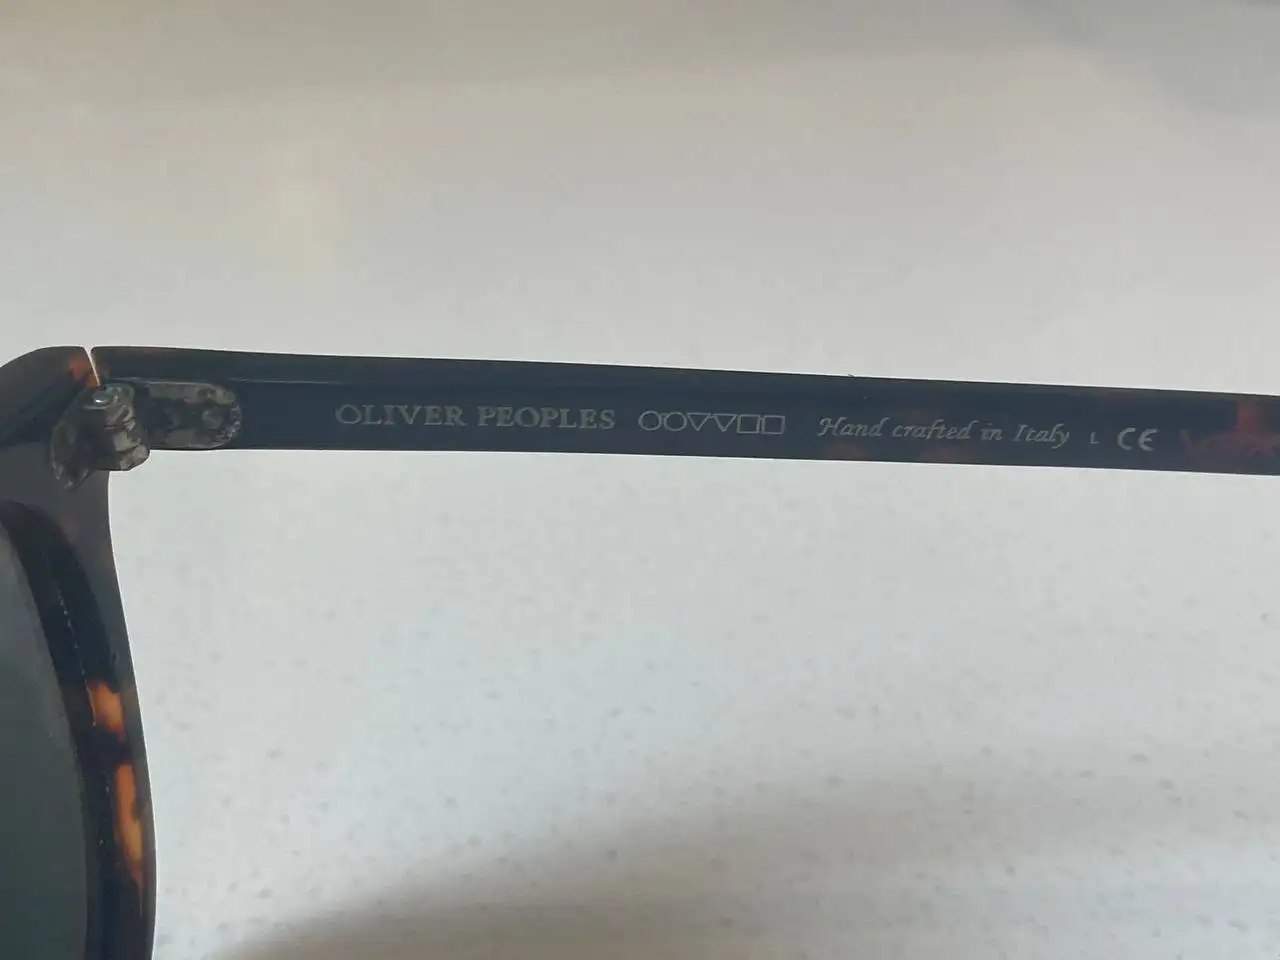 OLIVER PEOPLES ○○▽▽□□ Hand crafted in Italy L CE